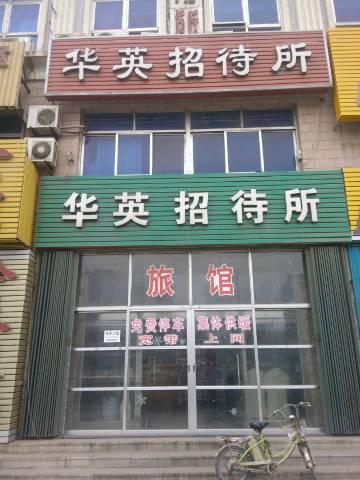 华英招待所
华英招待所
旅馆
免费停车 集体供暖
宽带 上网